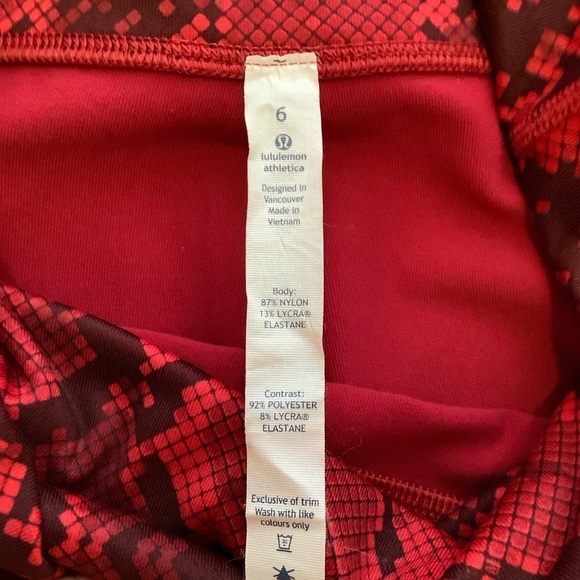 6
lululemon
athletica
Designed in
Vancouver
Made in
Vietnam
Body:
87% NYLON
13% LYCRA®
ELASTANE
Contrast:
92% POLYESTER
8% LYCRA®
ELASTANE
Exclusive of trim
Wash with like
colours only